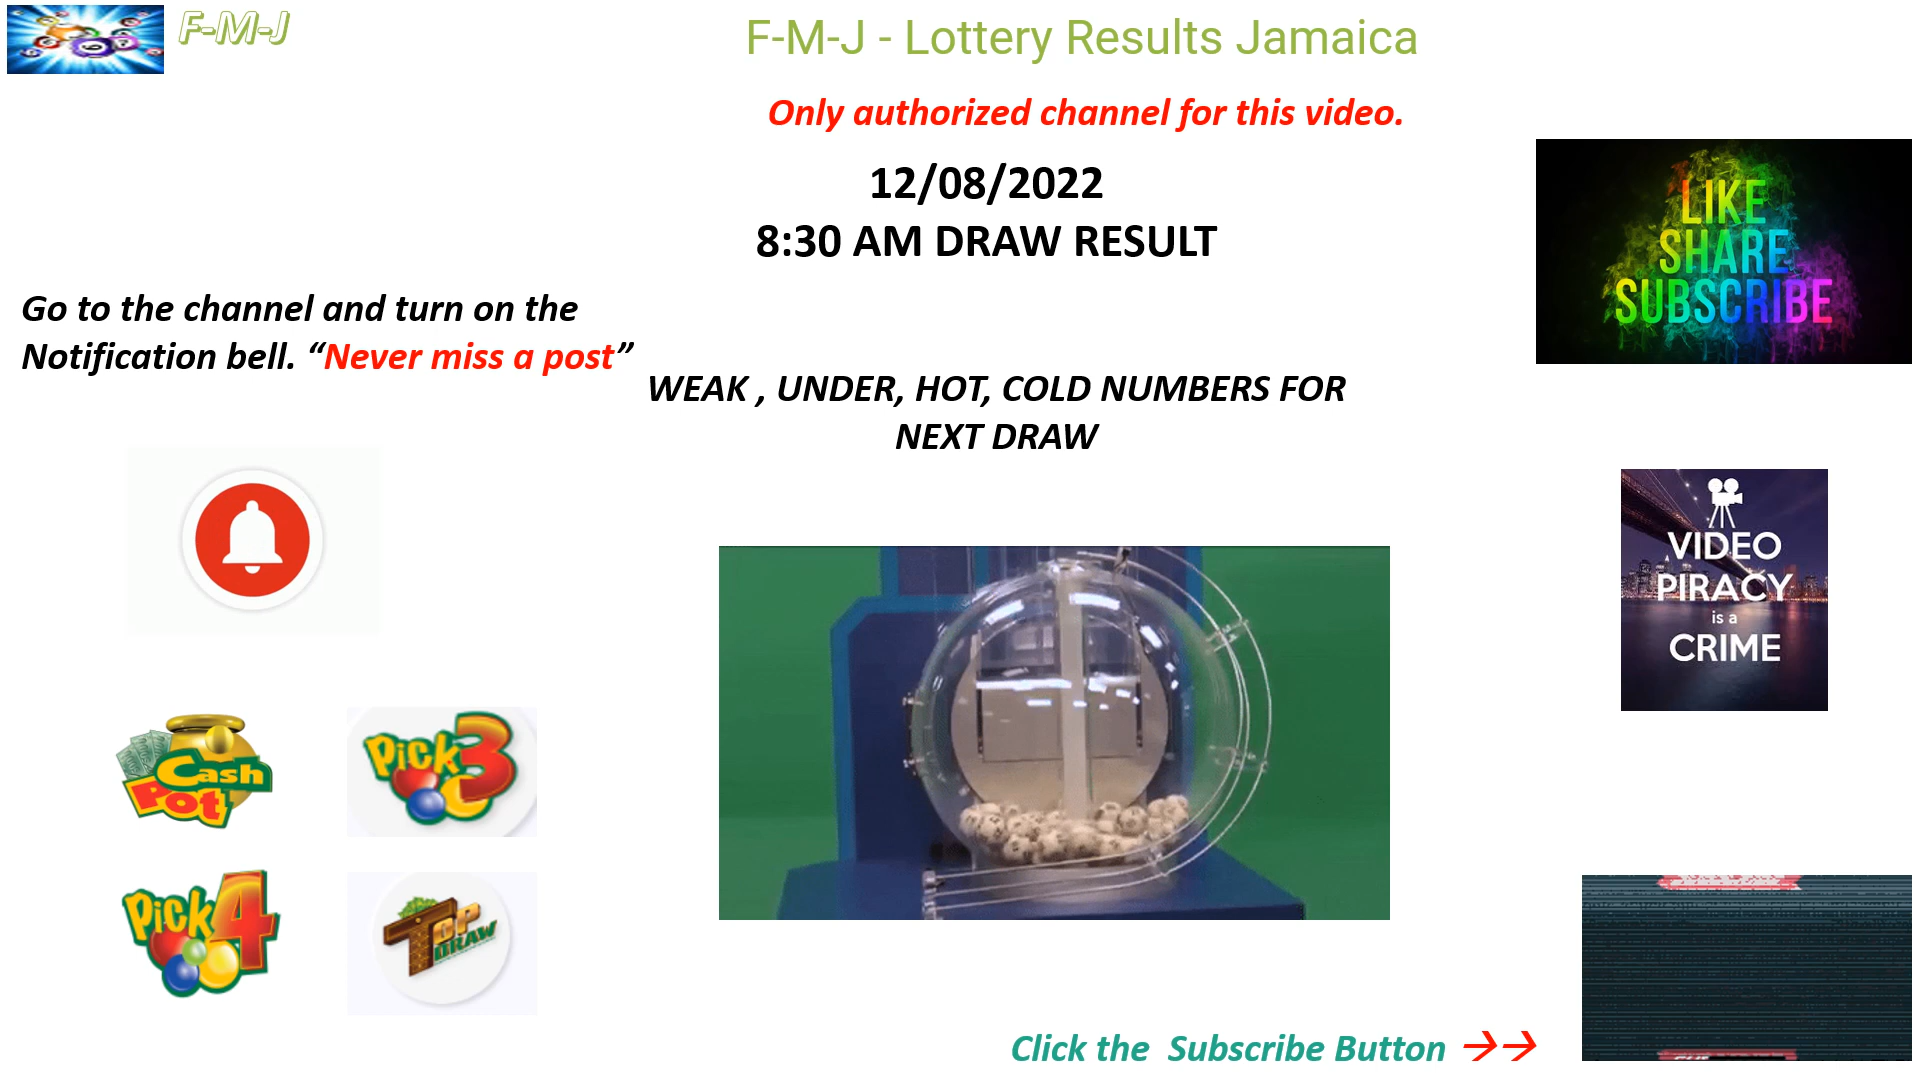 F-M-J
F-M-J - Lottery Results Jamaica
Only authorized channel for this video.
12/08/2022
8:30 AM DRAW RESULT
LIKE
SHARE
SUBSCRIBE
Go to the channel and turn on the
Notification bell. “Never miss a post”
WEAK , UNDER, HOT, COLD NUMBERS FOR
NEXT DRAW
VIDEO
PIRACY
is a
CRIME
Cash
Pot
Pick 3
Pick 4
TOP
DRAW
Click the Subscribe Button →→